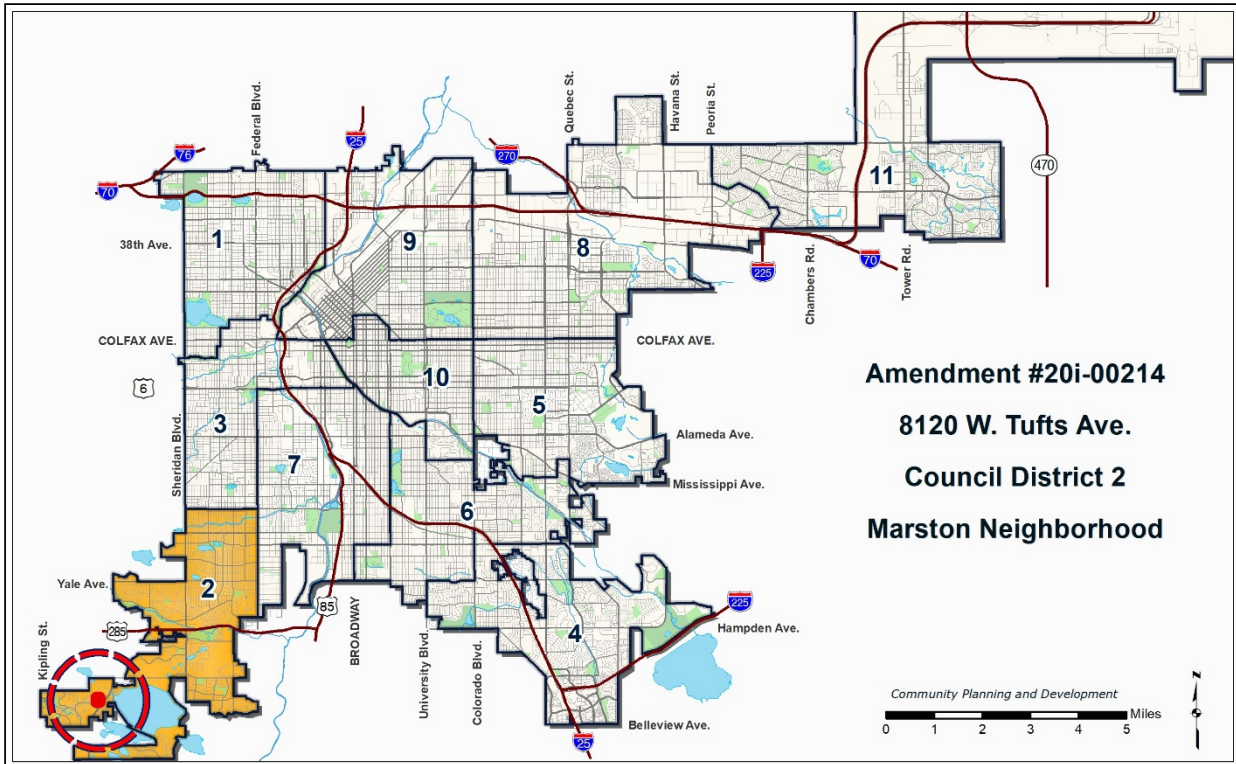 Federal Blvd.
Quebec St.
Havana St.
Peoria St.
25
76
270
70
11
470
38th Ave.
1
9
8
225
70
Chambers Rd.
Tower Rd.
COLFAX AVE.
COLFAX AVE.
6
10
5
3
Sheridan Blvd.
Alameda Ave.
7
Mississippi Ave.
6
Amendment #20i-00214
8120 W. Tufts Ave.
Council District 2
Marston Neighborhood
Yale Ave.
2
85
BROADWAY
225
285
4
Hampden Ave.
Kipling St.
University Blvd.
Colorado Blvd.
Belleview Ave.
25
Community Planning and Development
Miles
0 1 2 3 4 5
N